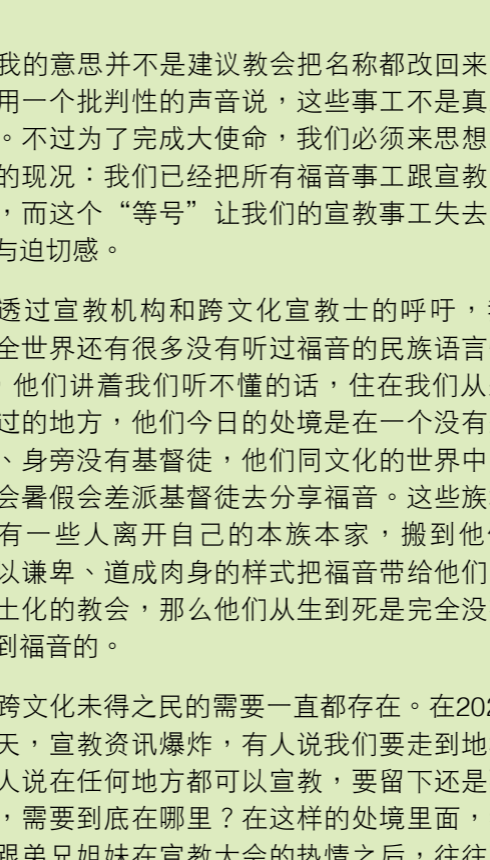 我的意思并不是建议教会把名称都改回来
用一个批判性的声音说，这些事工不是真
。不过为了完成大使命，我们必须来思想
的现况：我们已经把所有福音事工跟宣教
，而这个“等号”让我们的宣教事工失去
与迫切感。
透过宣教机构和跨文化宣教士的呼吁，
全世界还有很多没有听过福音的民族语言
他们讲着我们听不懂的话，住在我们从
过的地方，他们今日的处境是在一个没有
、身旁没有基督徒，他们同文化的世界中
会暑假会差派基督徒去分享福音。这些族
有一些人离开自己的本族本家，搬到他
以谦卑、道成肉身的样式把福音带给他们
土化的教会，那么他们从生到死是完全没
到福音的。
跨文化未得之民的需要一直都存在。在202
天，宣教资讯爆炸，有人说我们要走到地
人说在任何地方都可以宣教，要留下还是
，需要到底在哪里？在这样的处境里面，
跟弟兄姐妹在宣教大会的热情之后，往往